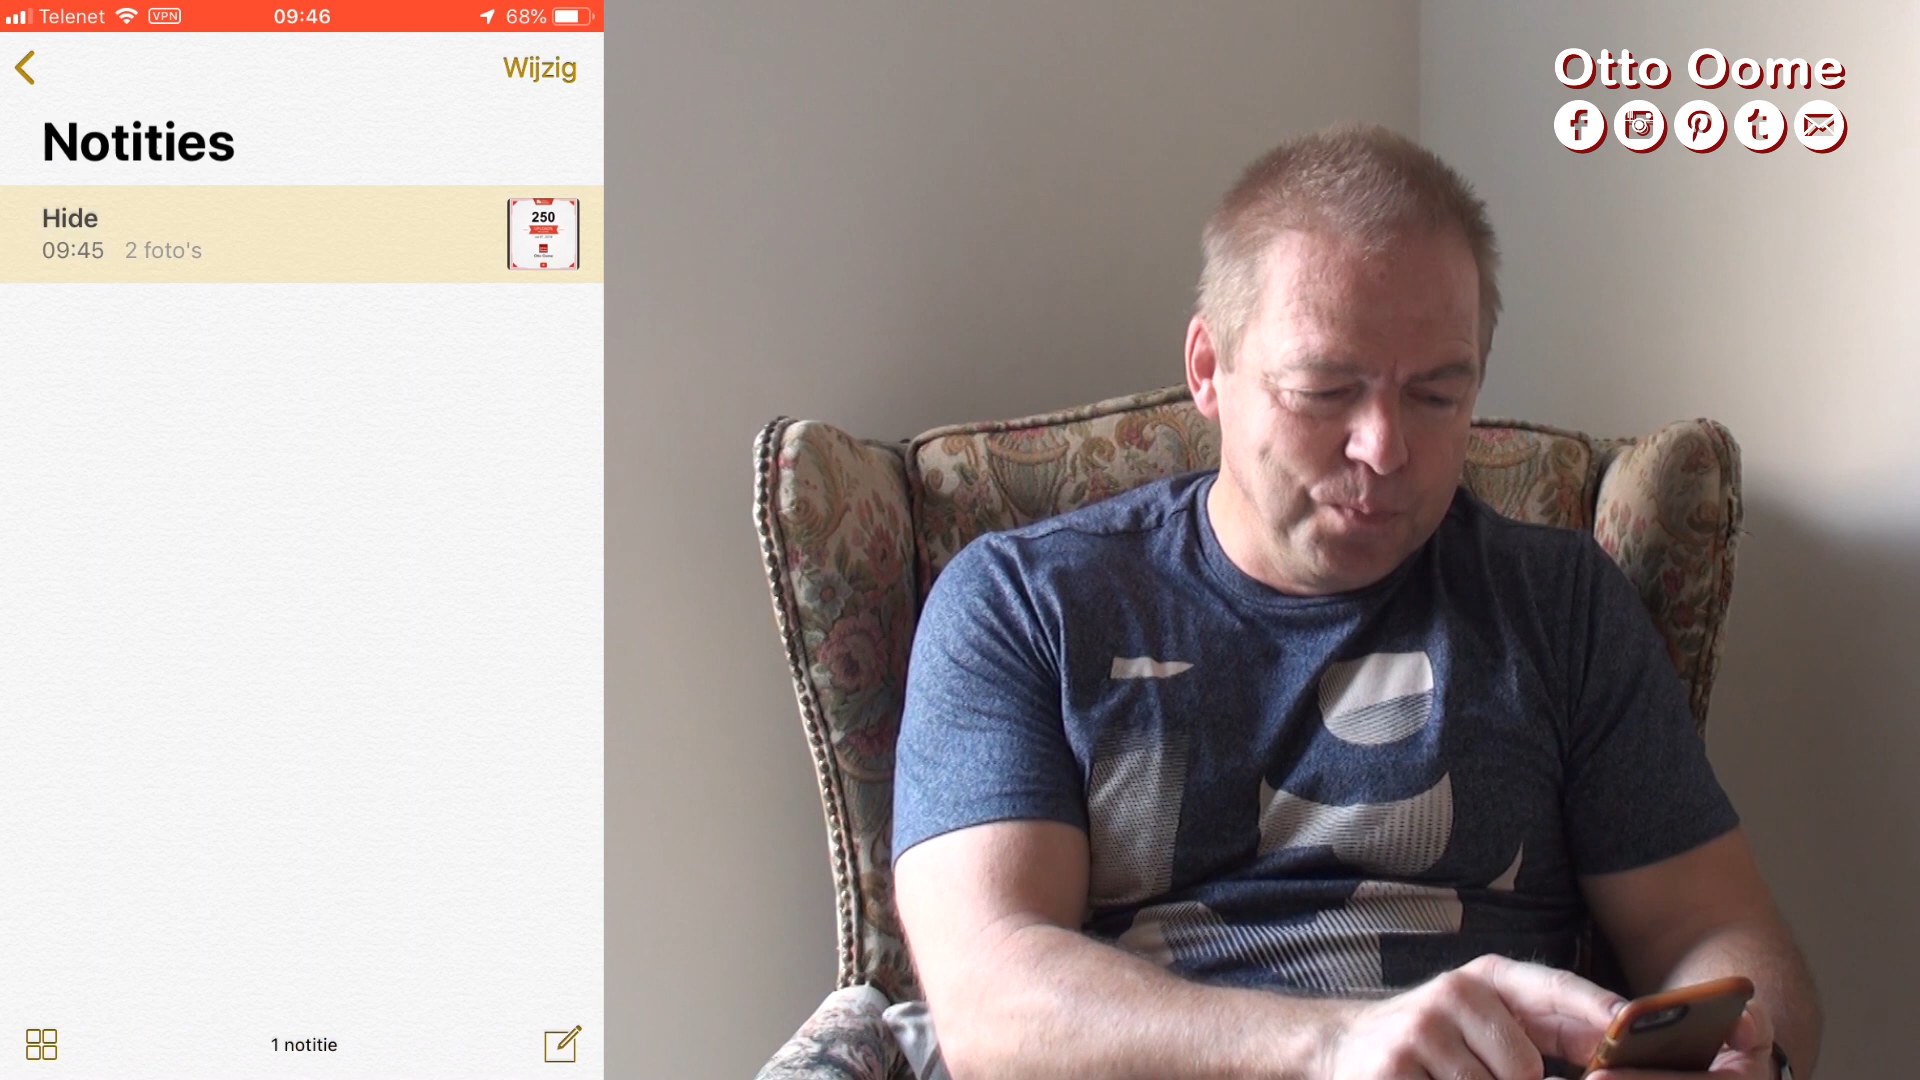 Telenet VPN 09:46 68%
Wijzig
Notities
Hide
09:45 2 foto's
250
1 notitie
Otto Oome